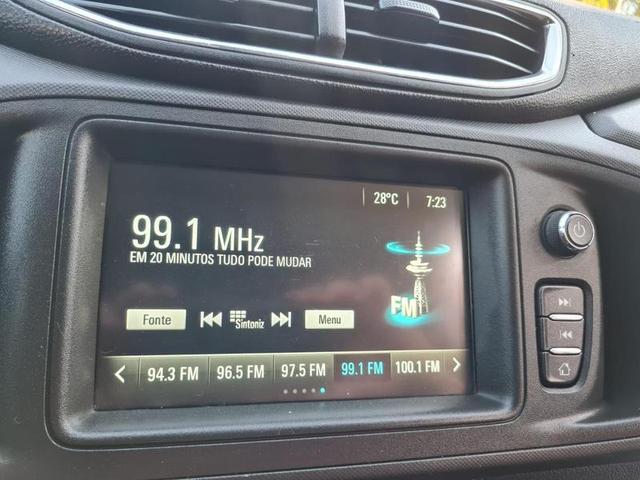 28°C 7:23
99.1 MHz
EM 20 MINUTOS TUDO PODE MUDAR
FM
Fonte Sintoniz Menu
94.3 FM 96.5 FM 97.5 FM 99.1 FM 100.1 FM